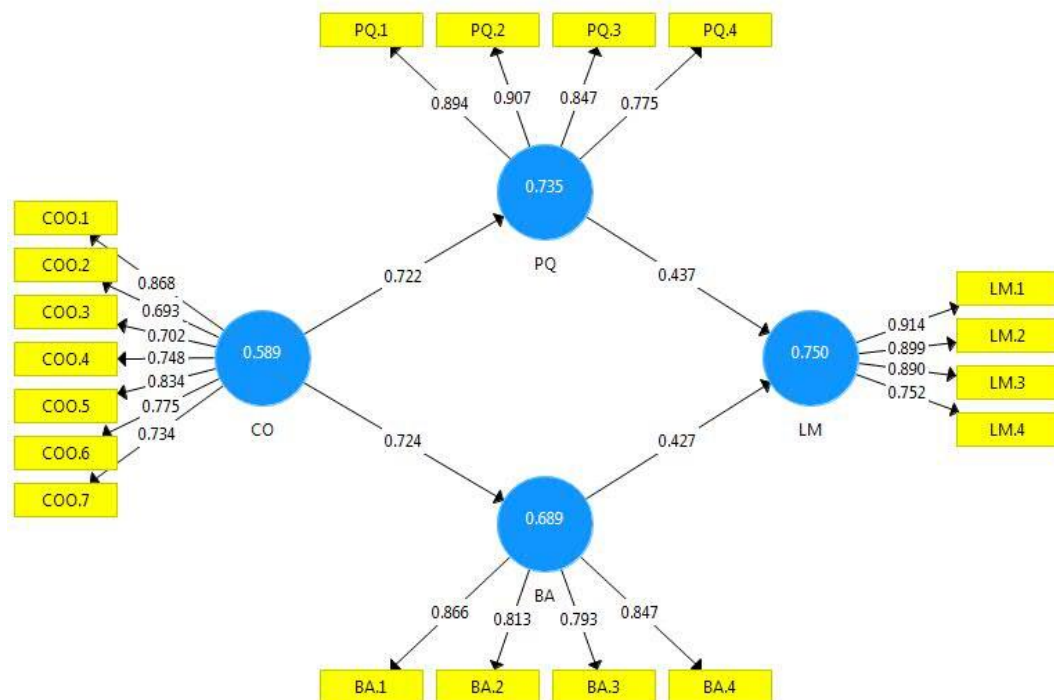 PQ.1 PQ.2 PQ.3 PQ.4
0.894 0.907 0.847 0.775
0.735
PQ
COO.1
COO.2
COO.3
COO.4
COO.5
COO.6
COO.7
0.868
0.693
0.702
0.748
0.834
0.775
0.734
0.589
CO
0.722
0.724
0.437
0.427
0.750
LM
0.914
0.899
0.890
0.752
LM.1
LM.2
LM.3
LM.4
0.689
BA
0.866 0.813 0.793 0.847
BA.1 BA.2 BA.3 BA.4